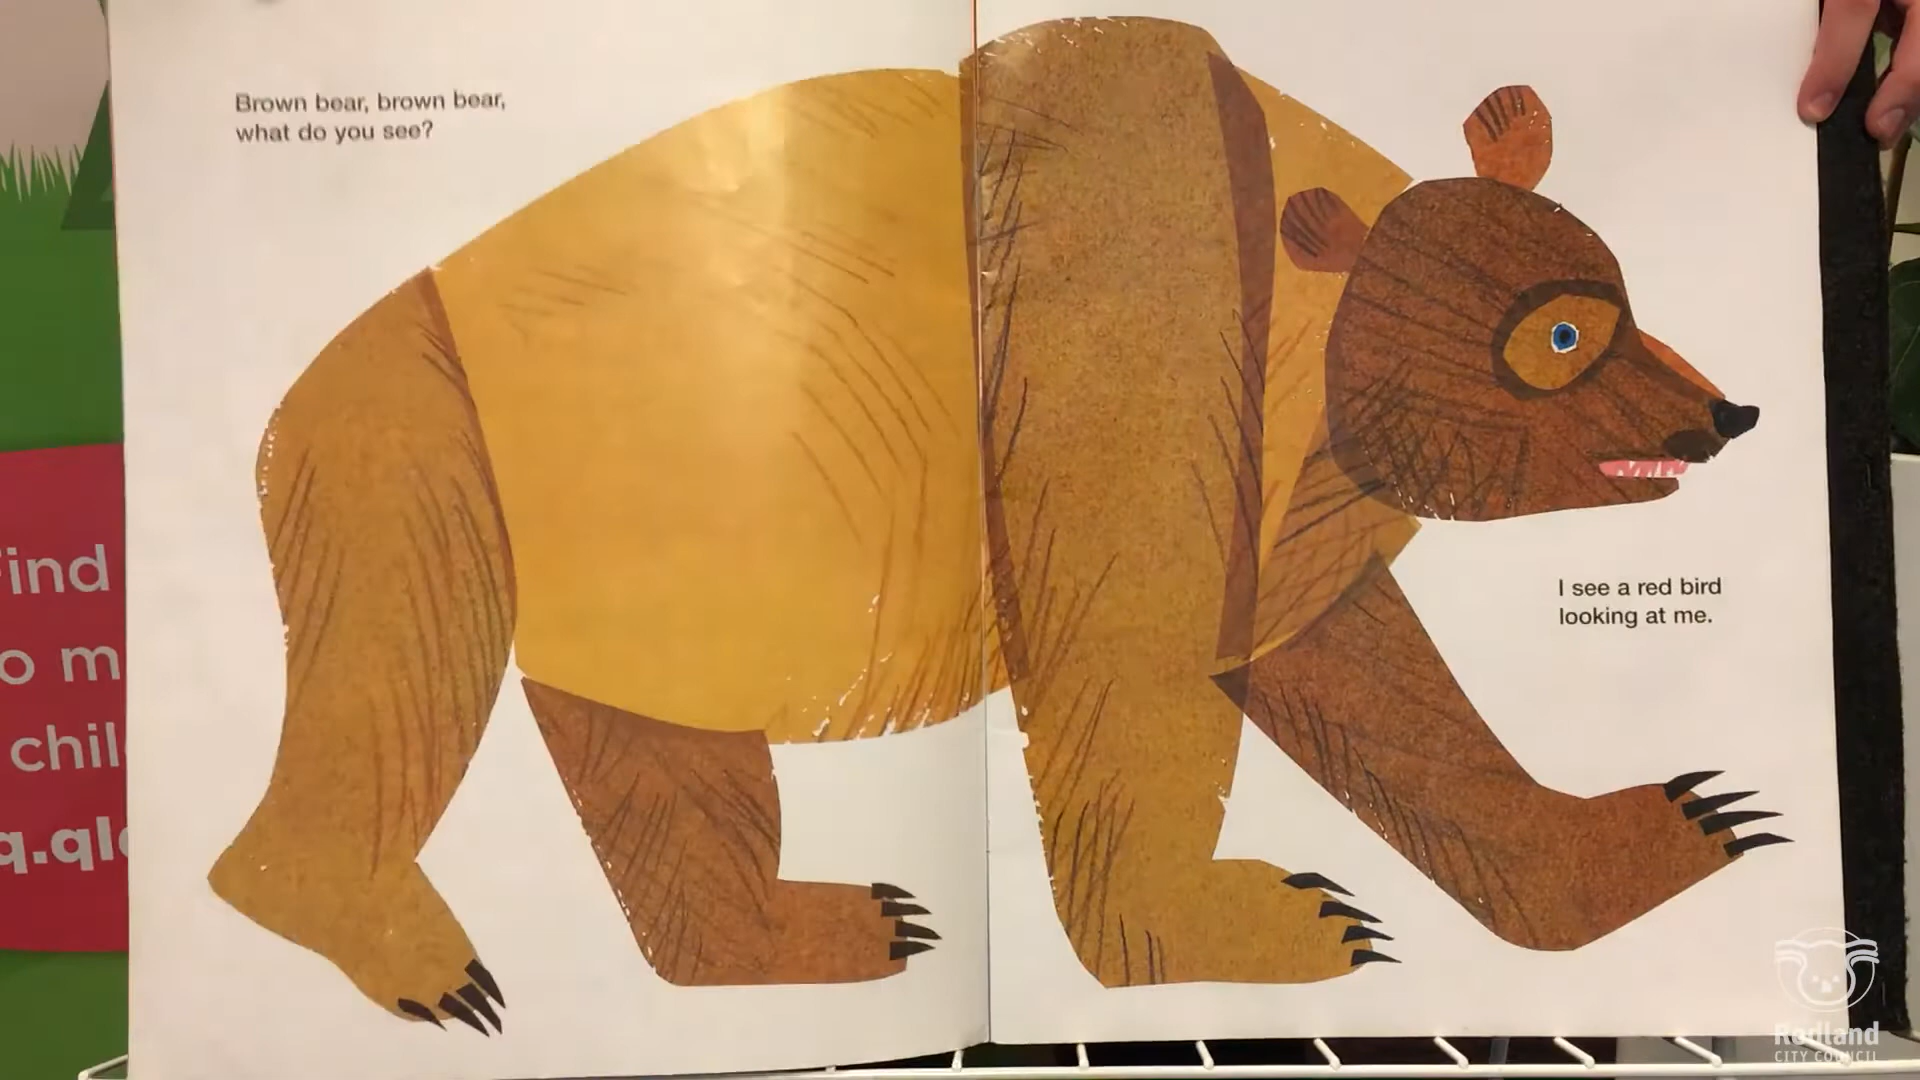 Brown bear, brown bear,
what do you see?
I see a red bird
looking at me.
Find
o m
chil
q.ql
Redland
CITY COUNCIL